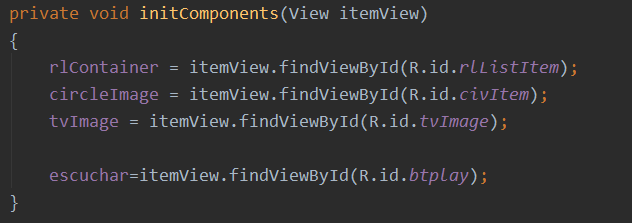 private void initComponents(View itemView)
{
rlContainer = itemView.findViewById(R.id.rlListItem);
circleImage = itemView.findViewById(R.id.civItem);
tvImage = itemView.findViewById(R.id.tvImage);
escuchar=itemView.findViewById(R.id.btplay);
}